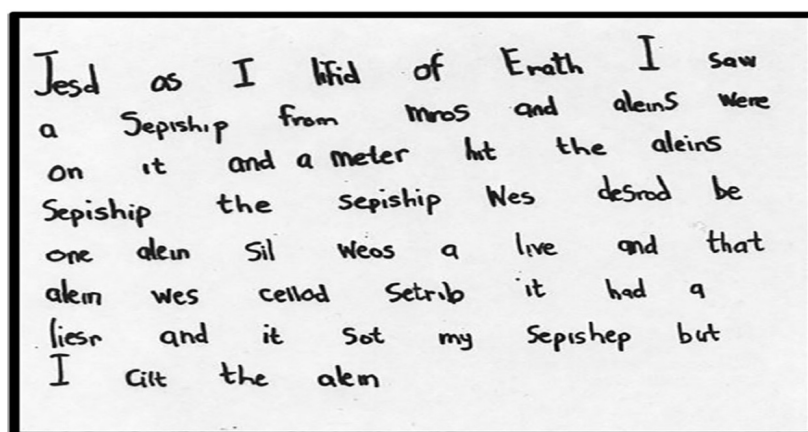 Jesd as I lifid of Erath I saw
a Sepiship from mros and aleins were
on it and a meter hit the aleins
Sepiship the sepiship Wes desrod be
one alein Sil weos a live and that
alein wes cellod Setrib it had a
liesr and it Sot my Sepishep but
I cilt the alein